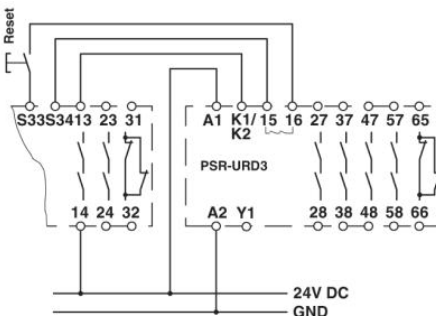 Reset
S33 S34 13 23 31 A1 K1/ 15 16 27 37 47 57 65
K2
PSR-URD3
14 24 32 A2 Y1 28 38 48 58 66
24V DC
GND